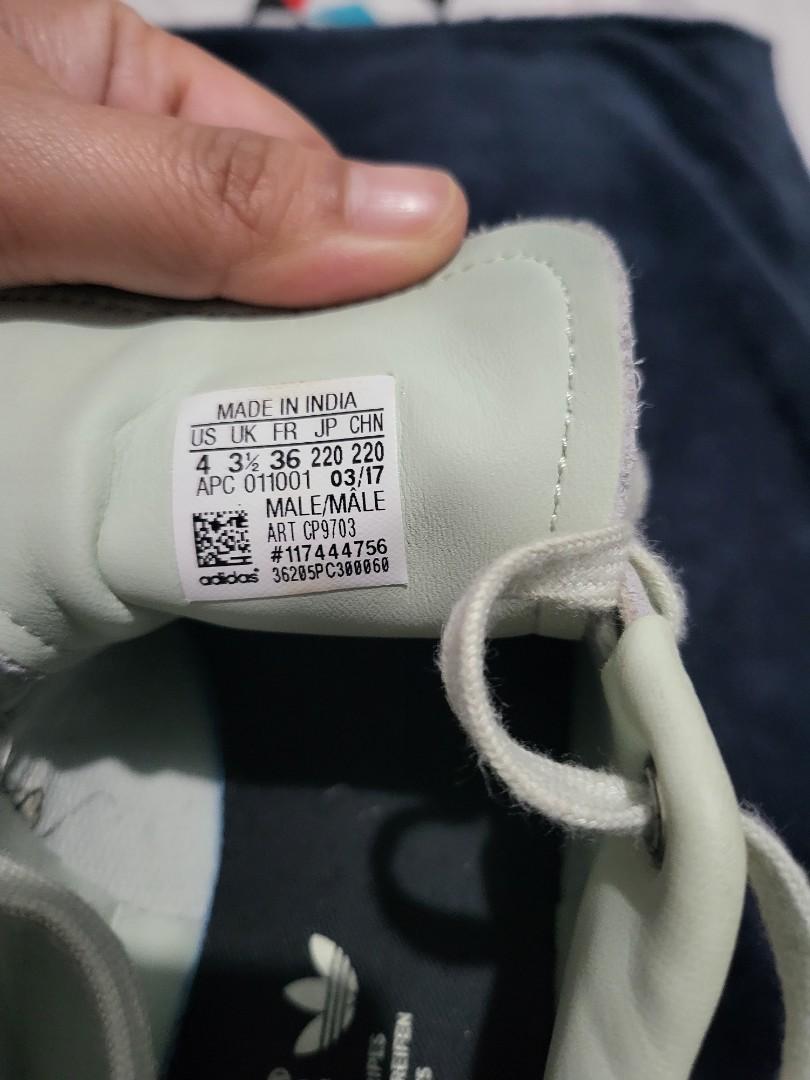 MADE IN INDIA
US UK FR JP CHN
4 3½ 36 220 220
APC 011001 03/17
MALE/MÂLE
ART CP9703
#117444756
adidas® 36205PC300060